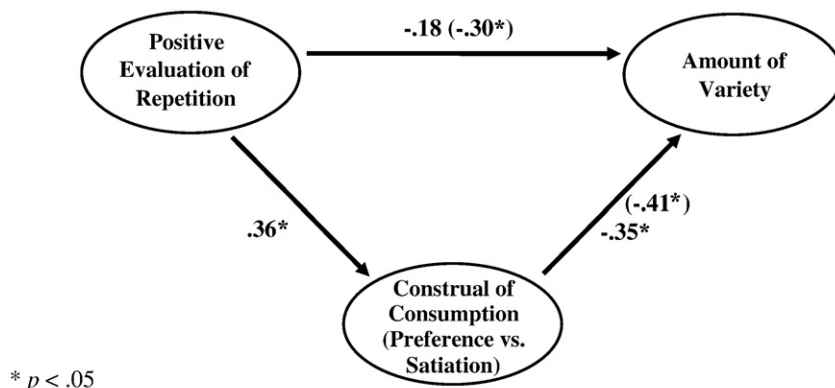 -.18 (-.30*)
Positive
Evaluation of
Repetition
Amount of
Variety
(-.41*)
.36*
-.35*
Construal of
Consumption
(Preference vs.
Satiation)
* p < .05